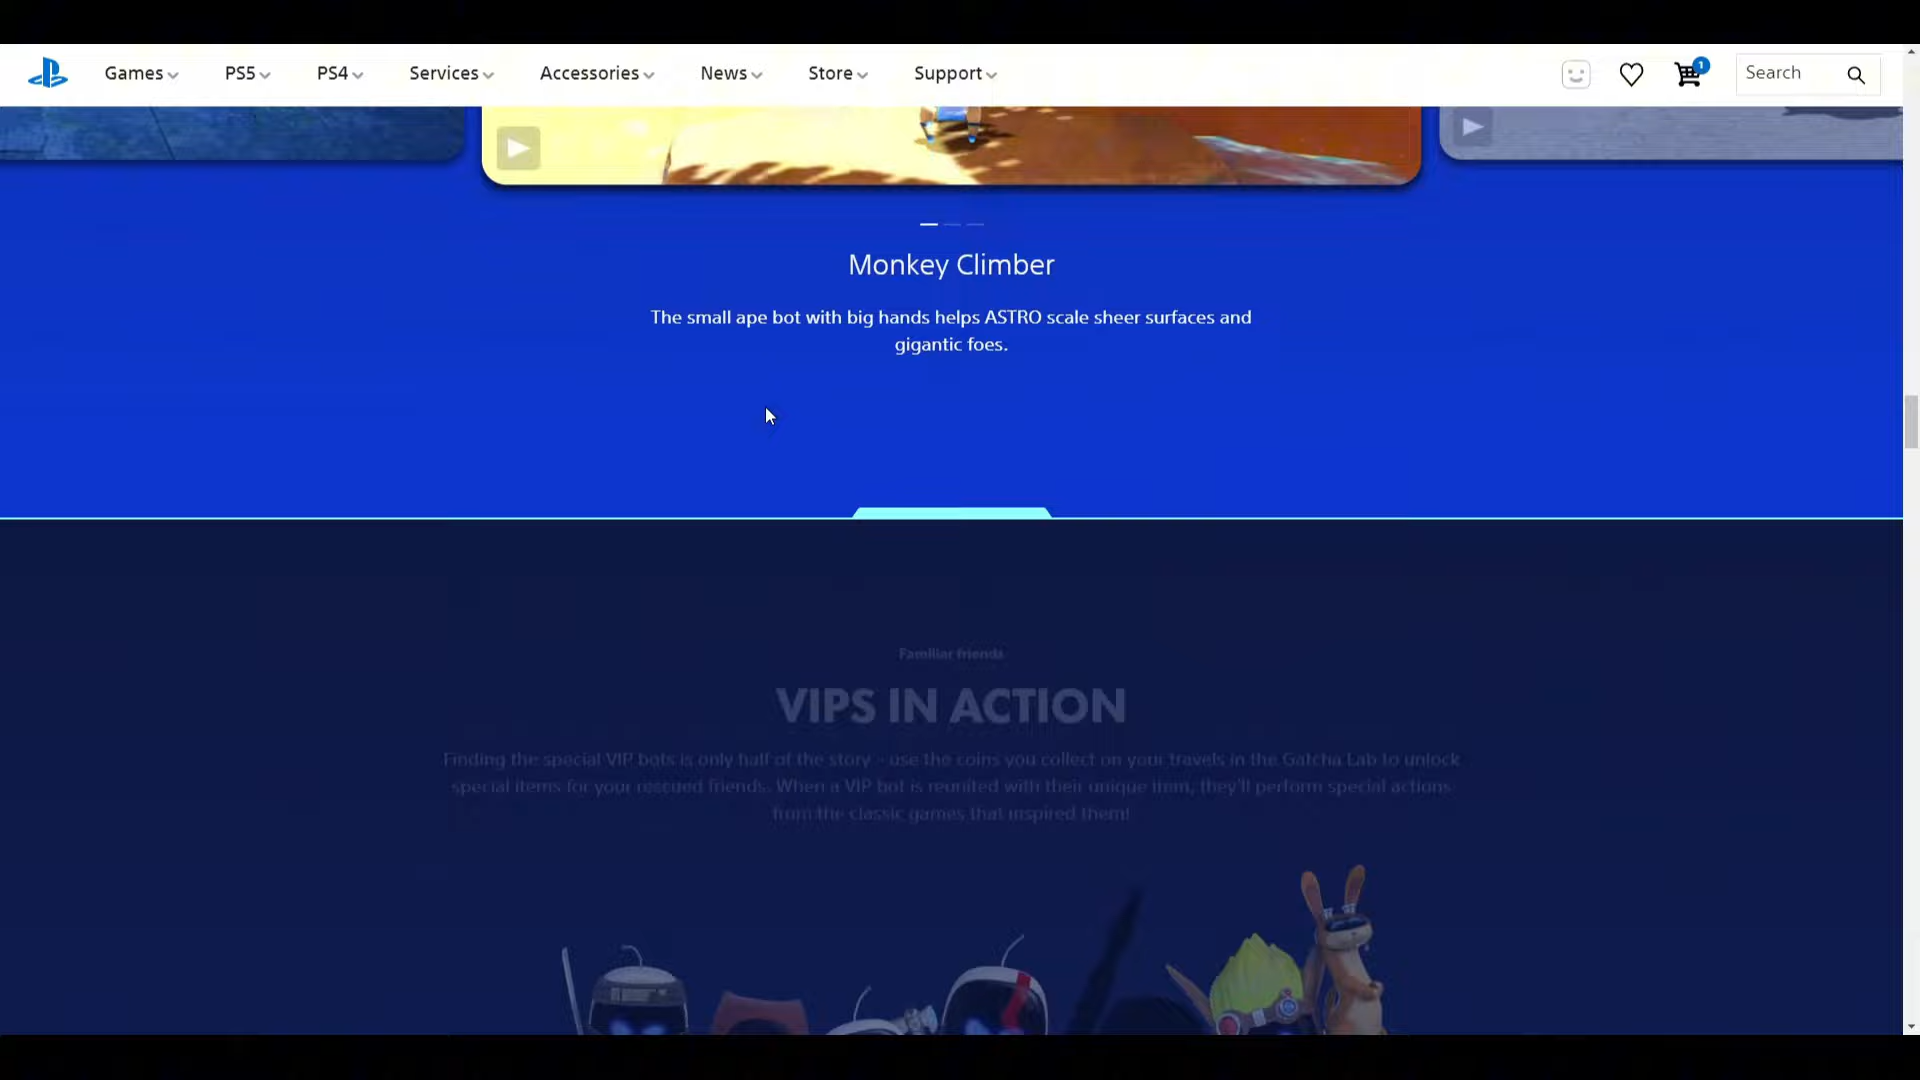 Games PS5 PS4 Services Accessories News Store Support 1 Search
Monkey Climber
The small ape bot with big hands helps ASTRO scale sheer surfaces and
gigantic foes.
Familiar friends
VIPS IN ACTION
Finding the special VIP bots is only half of the story - use the coins you collect on your travels in the Gatcha Lab to unlock
special items for your rescued friends. When a VIP bot is reunited with their unique item, they'll perform special actions
from the classic games that inspired them!